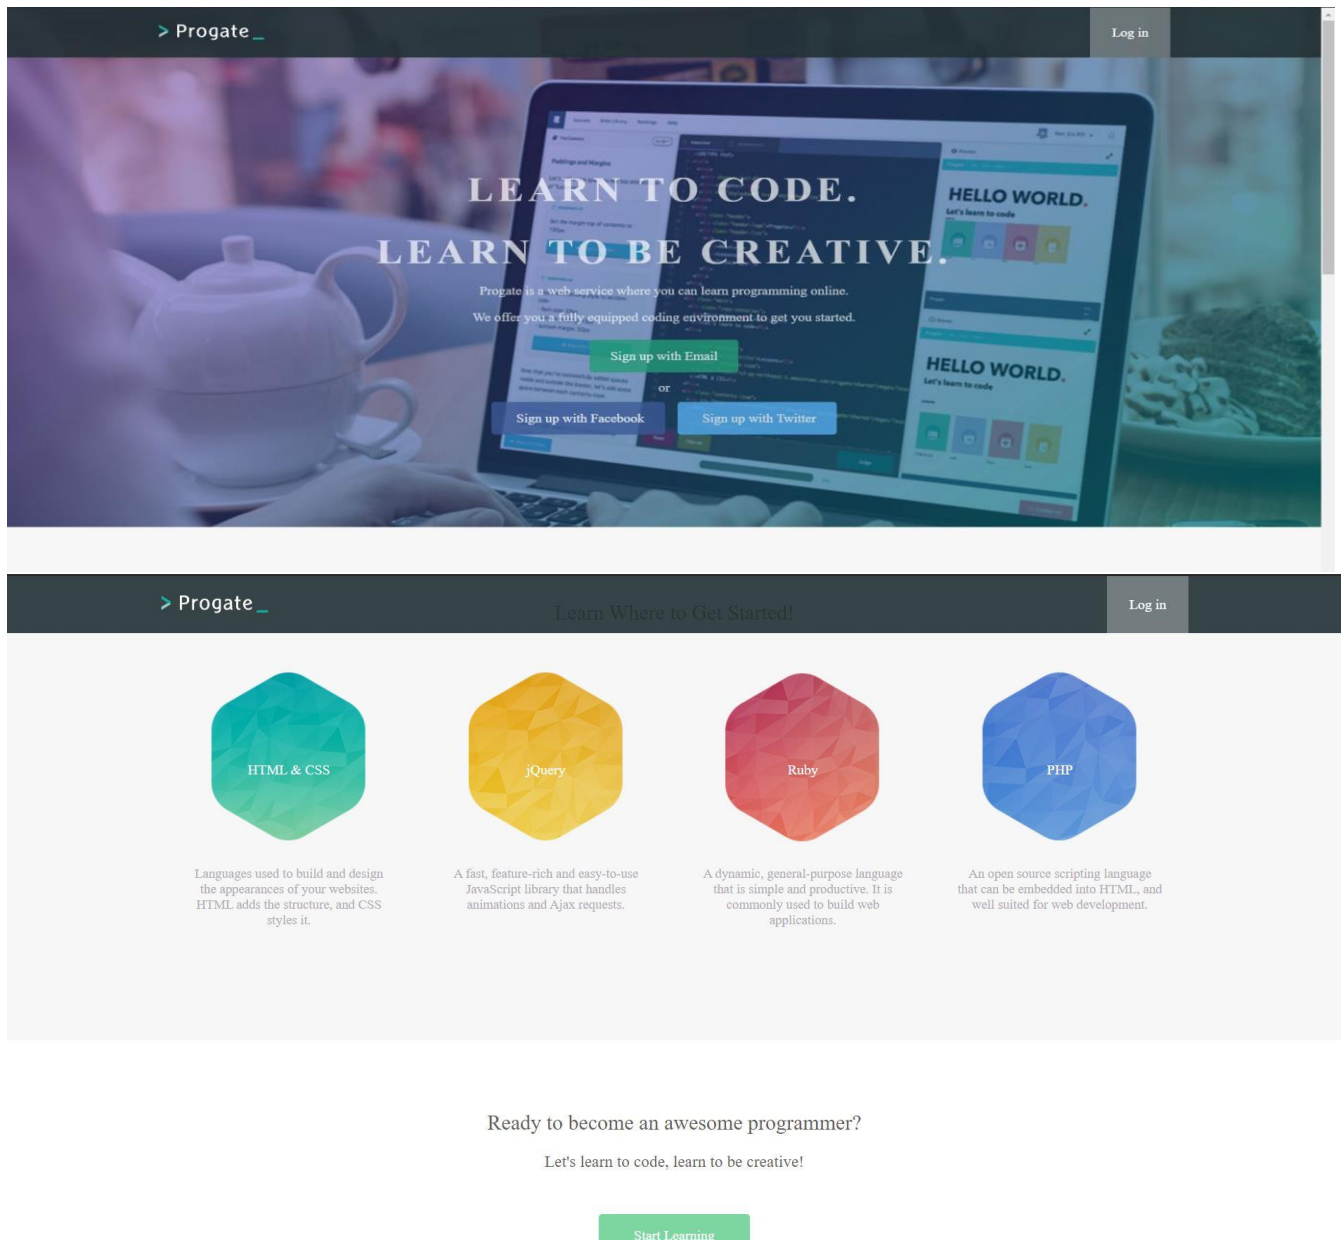 > Progate _
Log in
Paddings and Margins
LEARN TO CODE.
HELLO WORLD.
Let's learn to code
LEARN TO BE CREATIVE.
Progate is a web service where you can learn programming online.
We offer you a fully equipped coding environment to get you started.
Sign up with Email
HELLO WORLD.
Let's learn to code
or
Sign up with Facebook
Sign up with Twitter
> Progate _
Learn Where to Get Started!
Log in
HTML & CSS
jQuery
Ruby
PHP
Languages used to build and design
the appearances of your websites.
HTML adds the structure, and CSS
styles it.
A fast, feature-rich and easy-to-use
JavaScript library that handles
animations and Ajax requests.
A dynamic, general-purpose language
that is simple and productive. It is
commonly used to build web
applications.
An open source scripting language
that can be embedded into HTML, and
well suited for web development.
Ready to become an awesome programmer?
Let's learn to code, learn to be creative!
Start Learning